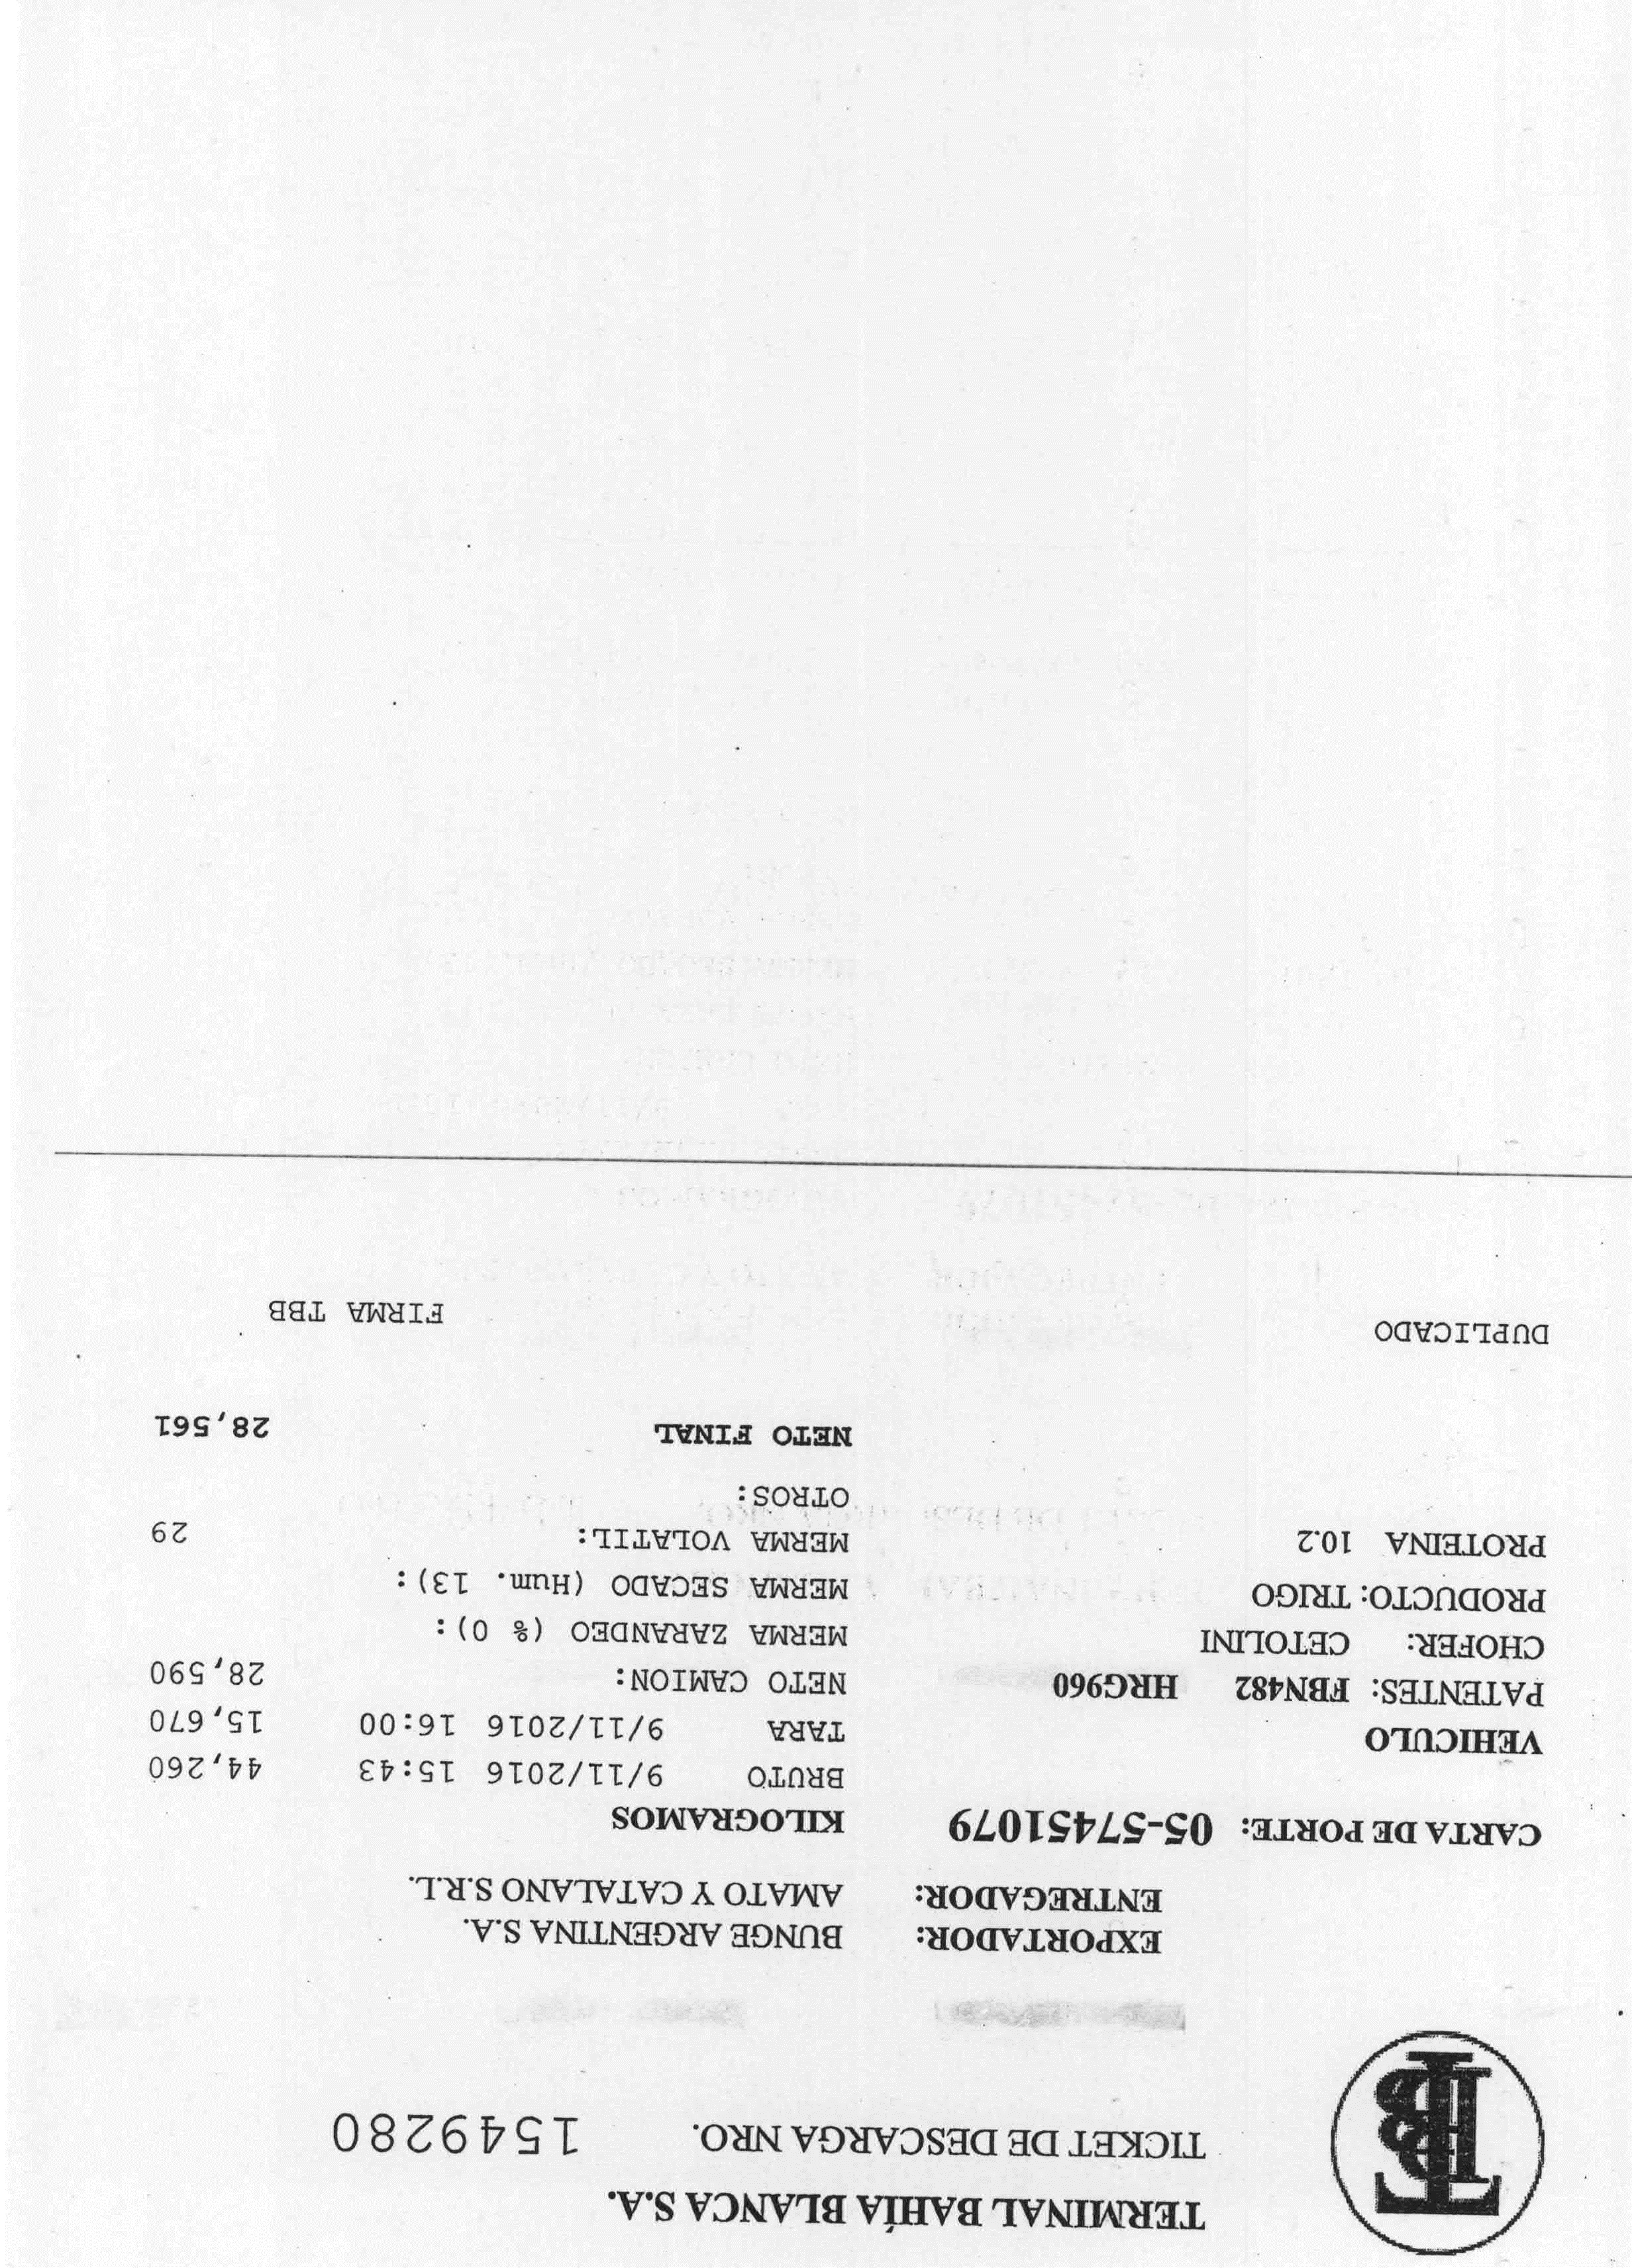 TERMINAL BAHÍA BLANCA S.A.
TICKET DE DESCARGA NRO. 1549280
TBB
EXPORTADOR: BUNGE ARGENTINA S.A.
ENTREGADOR: AMATO Y CATALANO S.R.L.
CARTA DE PORTE: 05-57451079
VEHICULO
PATENTES: FBN482 HRG960
CHOFER: CETOLINI
PRODUCTO: TRIGO
PROTEINA 10.2
KILOGRAMOS
BRUTO 9/11/2016 15:43 44,260
TARA 9/11/2016 16:00 15,670
NETO CAMION: 28,590
MERMA ZARANDEO (% 0):
MERMA SECADO (Hum. 13):
MERMA VOLATIL: 29
OTROS:
NETO FINAL 28,561
DUPLICADO
FIRMA TBB